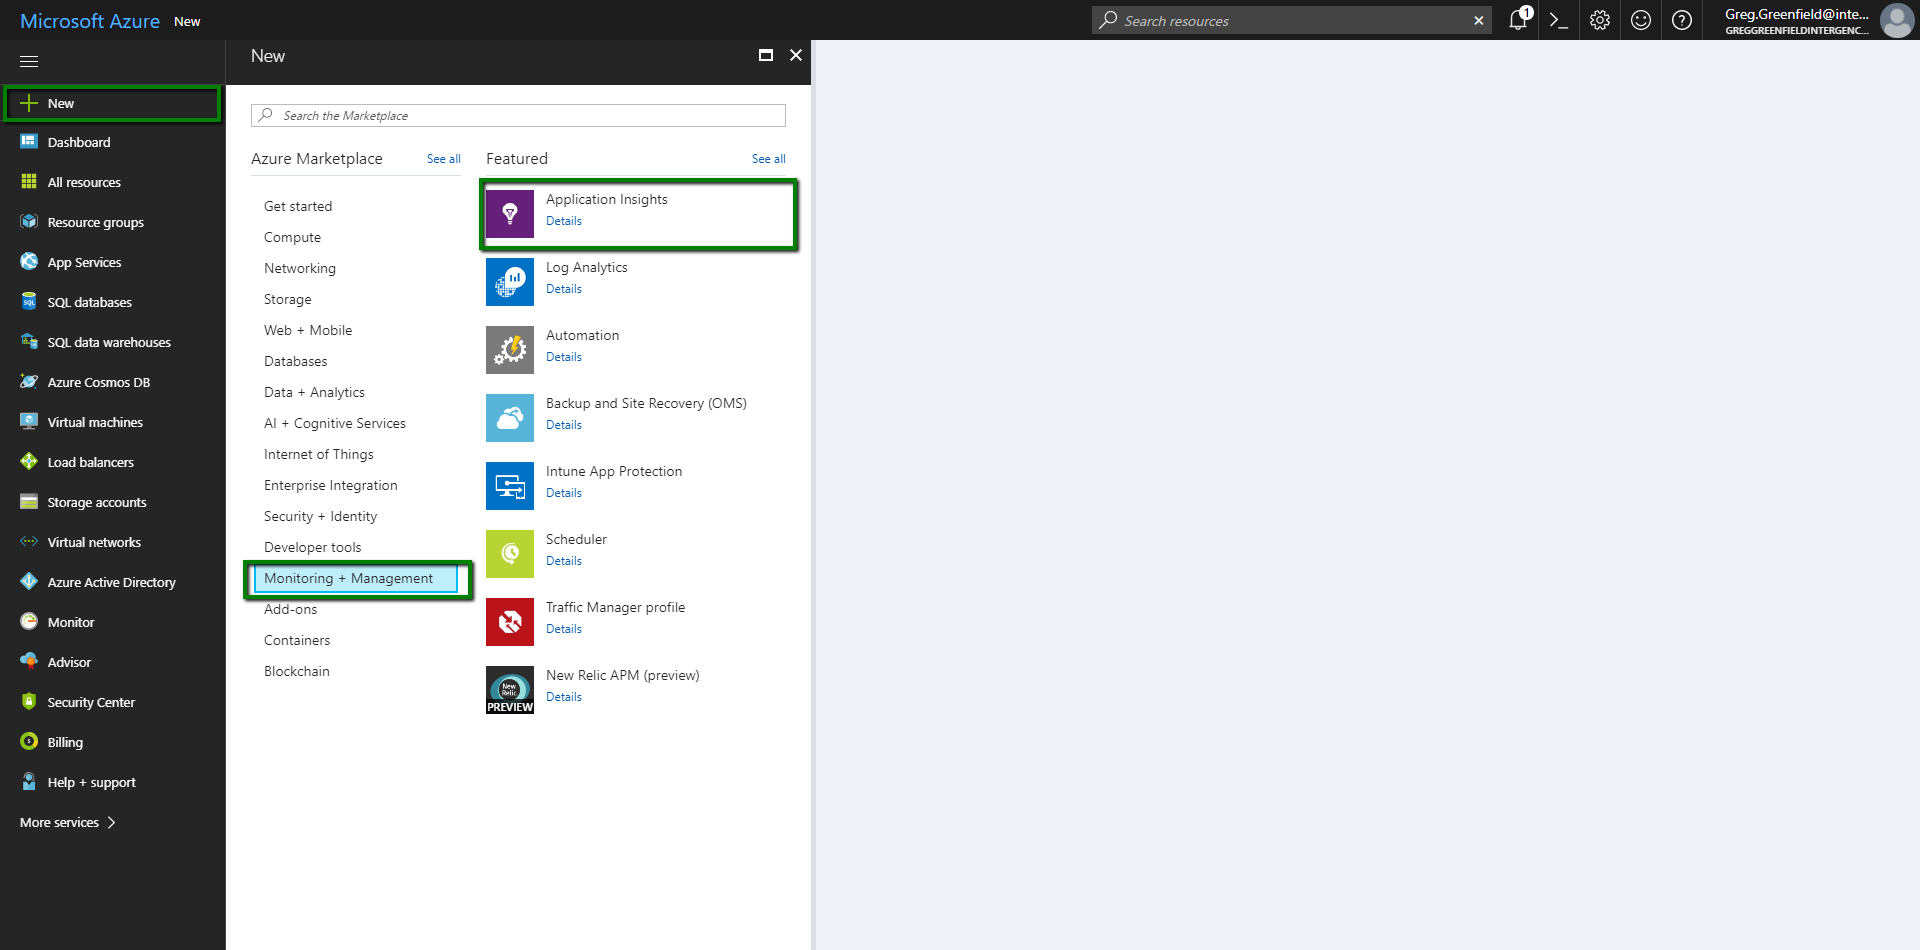 Microsoft Azure New
Search resources
1
Greg.Greenfield@inte...
GREGGREENFIELDINTERGENC...
New
Dashboard
All resources
Resource groups
App Services
SQL databases
SQL data warehouses
Azure Cosmos DB
Virtual machines
Load balancers
Storage accounts
Virtual networks
Azure Active Directory
Monitor
Advisor
Security Center
Billing
Help + support
More services
New
Search the Marketplace
Azure Marketplace See all
Get started
Compute
Networking
Storage
Web + Mobile
Databases
Data + Analytics
AI + Cognitive Services
Internet of Things
Enterprise Integration
Security + Identity
Developer tools
Monitoring + Management
Add-ons
Containers
Blockchain
Featured See all
Application Insights
Details
Log Analytics
Details
Automation
Details
Backup and Site Recovery (OMS)
Details
Intune App Protection
Details
Scheduler
Details
Traffic Manager profile
Details
New Relic
PREVIEW
New Relic APM (preview)
Details